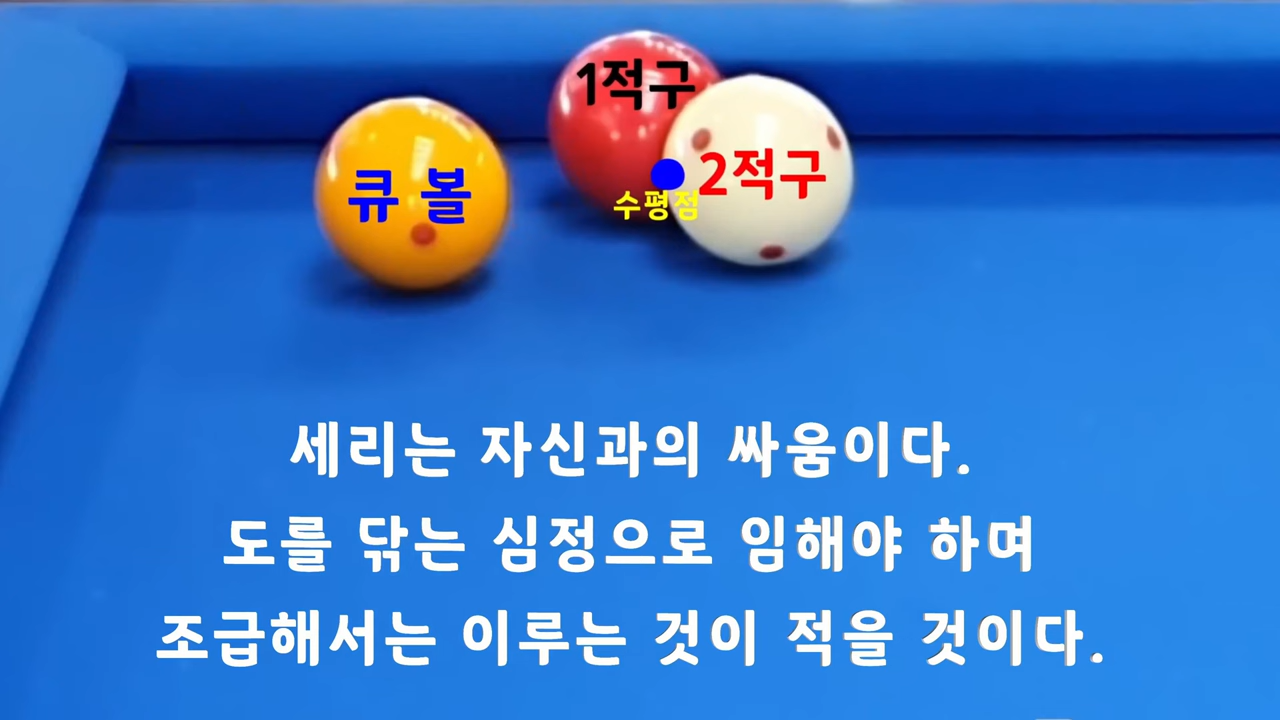 1적구
큐 볼
2적구
수평점
세리는 자신과의 싸움이다.
도를 닦는 심정으로 임해야 하며
조급해서는 이루는 것이 적을 것이다.